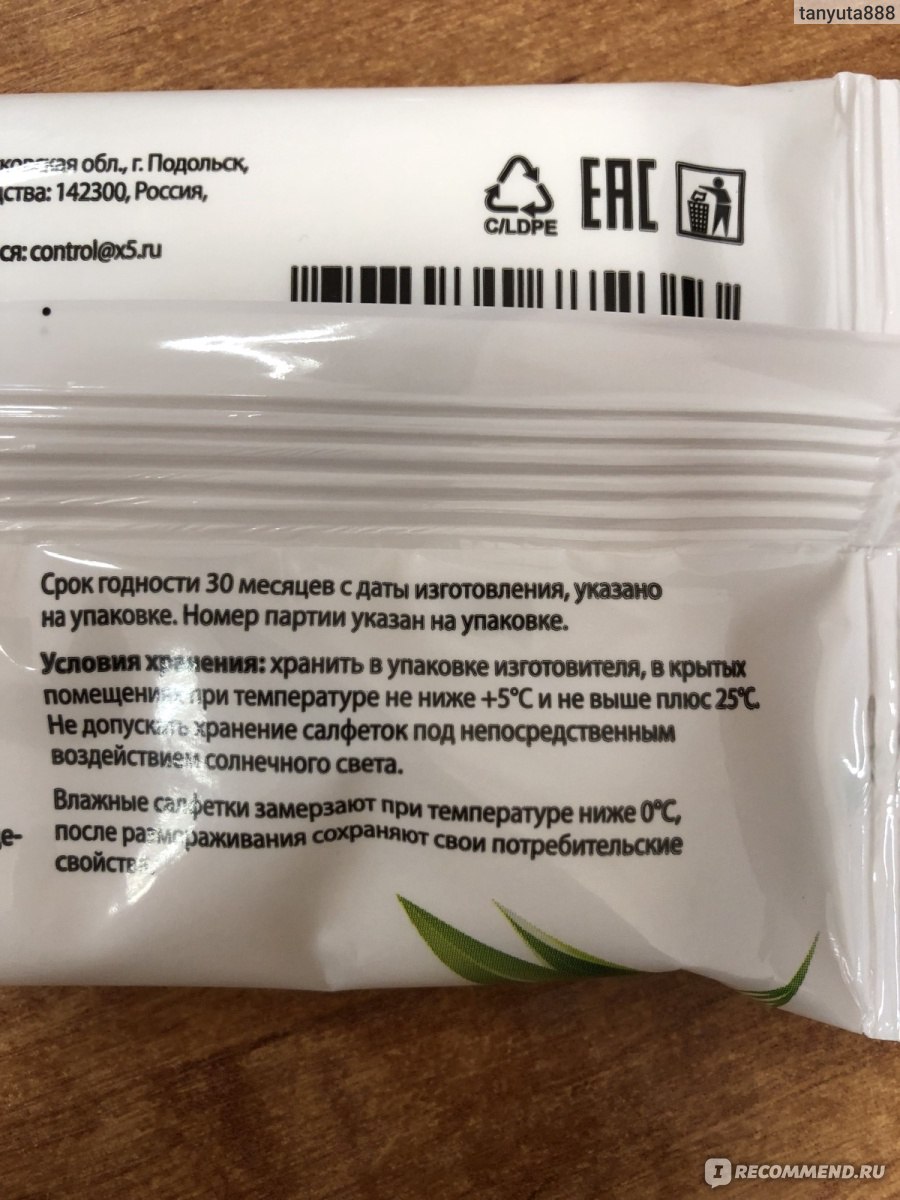 tanyuta888
ковская обл., г. Подольск,
дства: 142300, Россия,
ся: control@x5.ru
C/LDPE
EAC
Срок годности 30 месяцев с даты изготовления, указано
на упаковке. Номер партии указан на упаковке.
Условия хранения: хранить в упаковке изготовителя, в крытых
помещениях при температуре не ниже +5°C и не выше плюс 25°C.
Не допускать хранение салфеток под непосредственным
воздействием солнечного света.
Влажные салфетки замерзают при температуре ниже 0°C,
де-
после размораживания сохраняют свои потребительские
свойства.
I RECOMMEND.RU